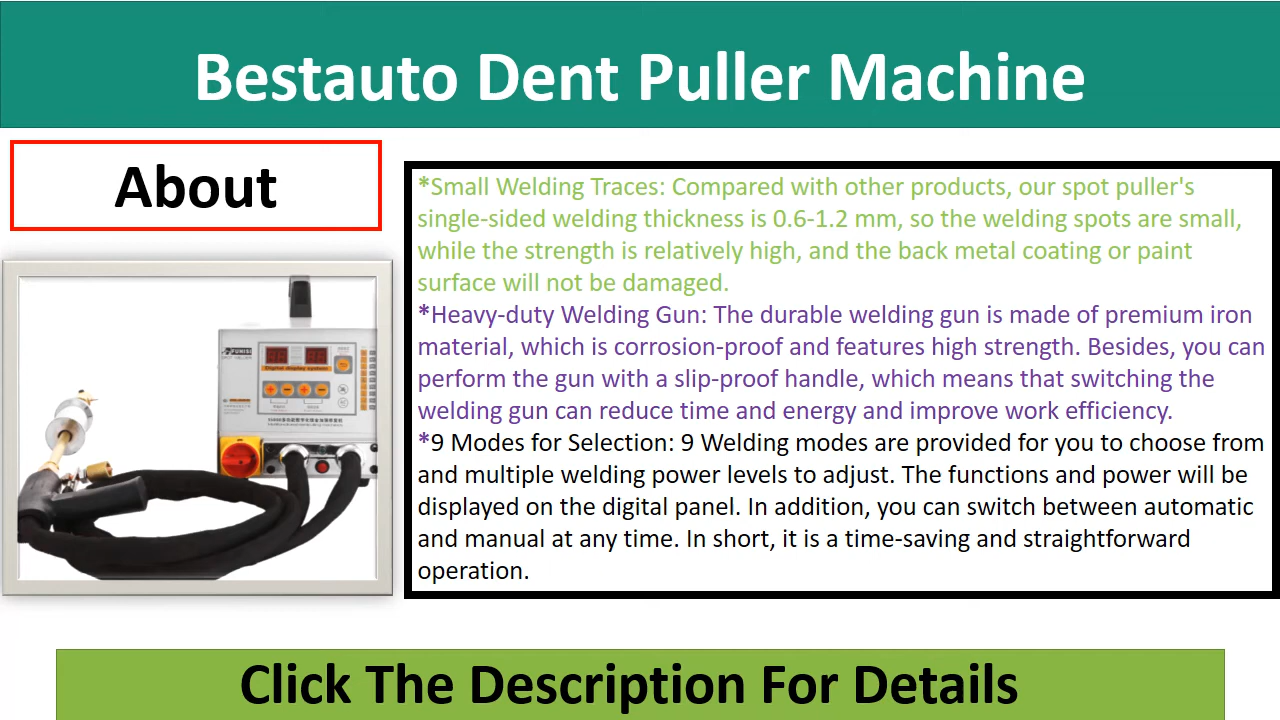 Bestauto Dent Puller Machine
About
*Small Welding Traces: Compared with other products, our spot puller's
single-sided welding thickness is 0.6-1.2 mm, so the welding spots are small,
while the strength is relatively high, and the back metal coating or paint
surface will not be damaged.
*Heavy-duty Welding Gun: The durable welding gun is made of premium iron
material, which is corrosion-proof and features high strength. Besides, you can
perform the gun with a slip-proof handle, which means that switching the
welding gun can reduce time and energy and improve work efficiency.
*9 Modes for Selection: 9 Welding modes are provided for you to choose from
and multiple welding power levels to adjust. The functions and power will be
displayed on the digital panel. In addition, you can switch between automatic
and manual at any time. In short, it is a time-saving and straightforward
operation.
Digital display system
Click The Description For Details